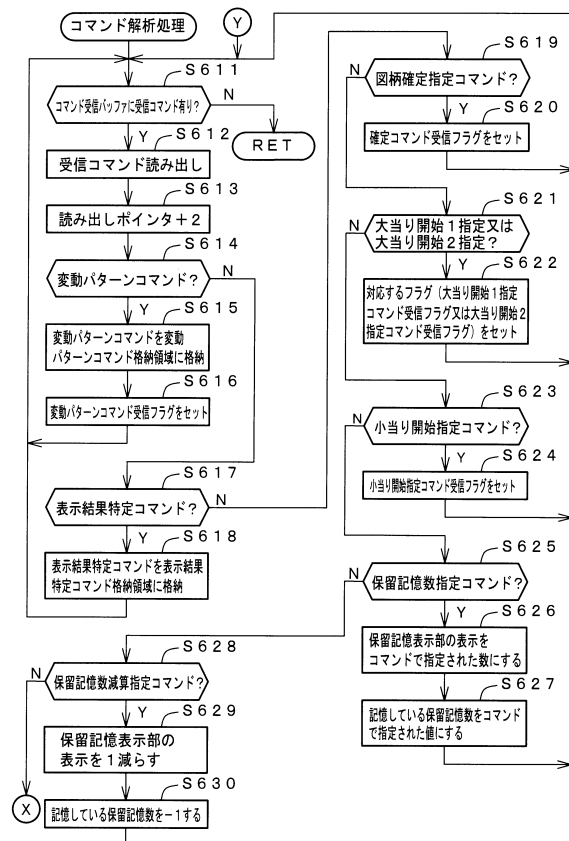 コマンド解析処理
Y
S611
コマンド受信バッファに受信コマンド有り?
N
RET
Y
S612
受信コマンド読み出し
S613
読み出しポインタ+2
S614
変動パターンコマンド?
N
Y
S615
変動パターンコマンドを変動
パターンコマンド格納領域に格納
S616
変動パターンコマンド受信フラグをセット
S617
表示結果特定コマンド?
N
Y
S618
表示結果特定コマンドを表示結果
特定コマンド格納領域に格納
S619
N
図柄確定指定コマンド?
Y
S620
確定コマンド受信フラグをセット
S621
N
大当り開始1指定又は
大当り開始2指定?
Y
S622
対応するフラグ(大当り開始1指定
コマンド受信フラグ又は大当り開始2
指定コマンド受信フラグ)をセット
S623
N
小当り開始指定コマンド?
Y
S624
小当り開始指定コマンド受信フラグをセット
S625
N
保留記憶数指定コマンド?
Y
S626
保留記憶表示部の表示を
コマンドで指定された数にする
S627
記憶している保留記憶数をコマンド
で指定された値にする
S628
N
保留記憶数減算指定コマンド?
Y
S629
保留記憶表示部の
表示を1減らす
S630
X
記憶している保留記憶数を-1する